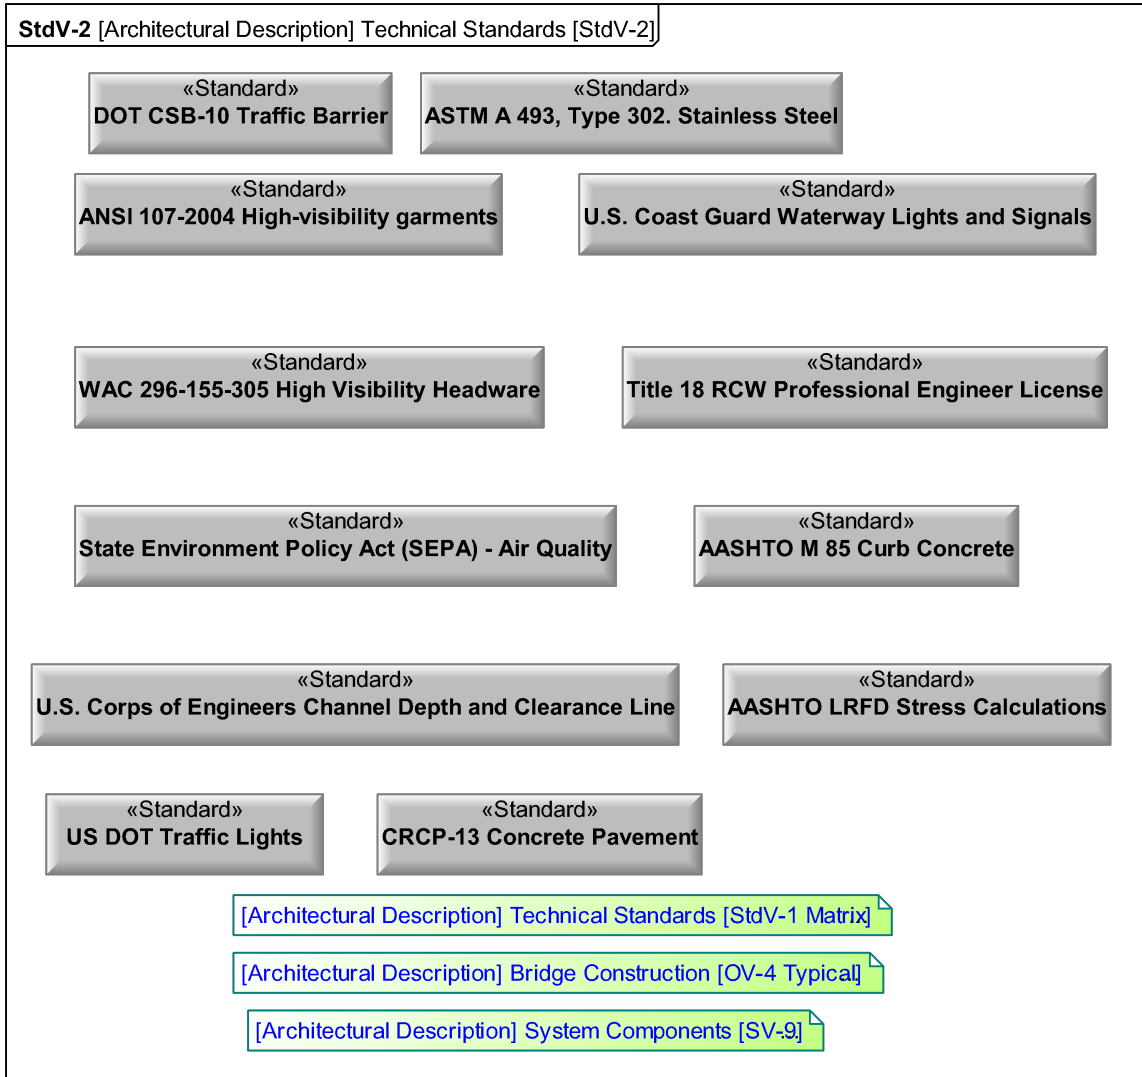 StdV-2 [Architectural Description] Technical Standards [StdV-2]
«Standard»
DOT CSB-10 Traffic Barrier
«Standard»
ASTM A 493, Type 302. Stainless Steel
«Standard»
ANSI 107-2004 High-visibility garments
«Standard»
U.S. Coast Guard Waterway Lights and Signals
«Standard»
WAC 296-155-305 High Visibility Headware
«Standard»
Title 18 RCW Professional Engineer License
«Standard»
State Environment Policy Act (SEPA) - Air Quality
«Standard»
AASHTO M 85 Curb Concrete
«Standard»
U.S. Corps of Engineers Channel Depth and Clearance Line
«Standard»
AASHTO LRFD Stress Calculations
«Standard»
US DOT Traffic Lights
«Standard»
CRCP-13 Concrete Pavement
[Architectural Description] Technical Standards [StdV-1 Matrix]
[Architectural Description] Bridge Construction [OV-4 Typical]
[Architectural Description] System Components [SV-9]